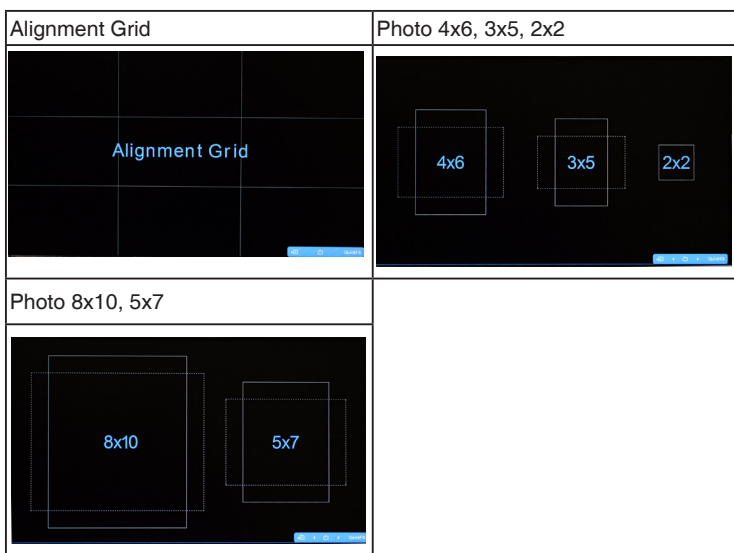 Alignment Grid
Photo 4x6, 3x5, 2x2
Alignment Grid
4x6
3x5
2x2
Photo 8x10, 5x7
8x10
5x7